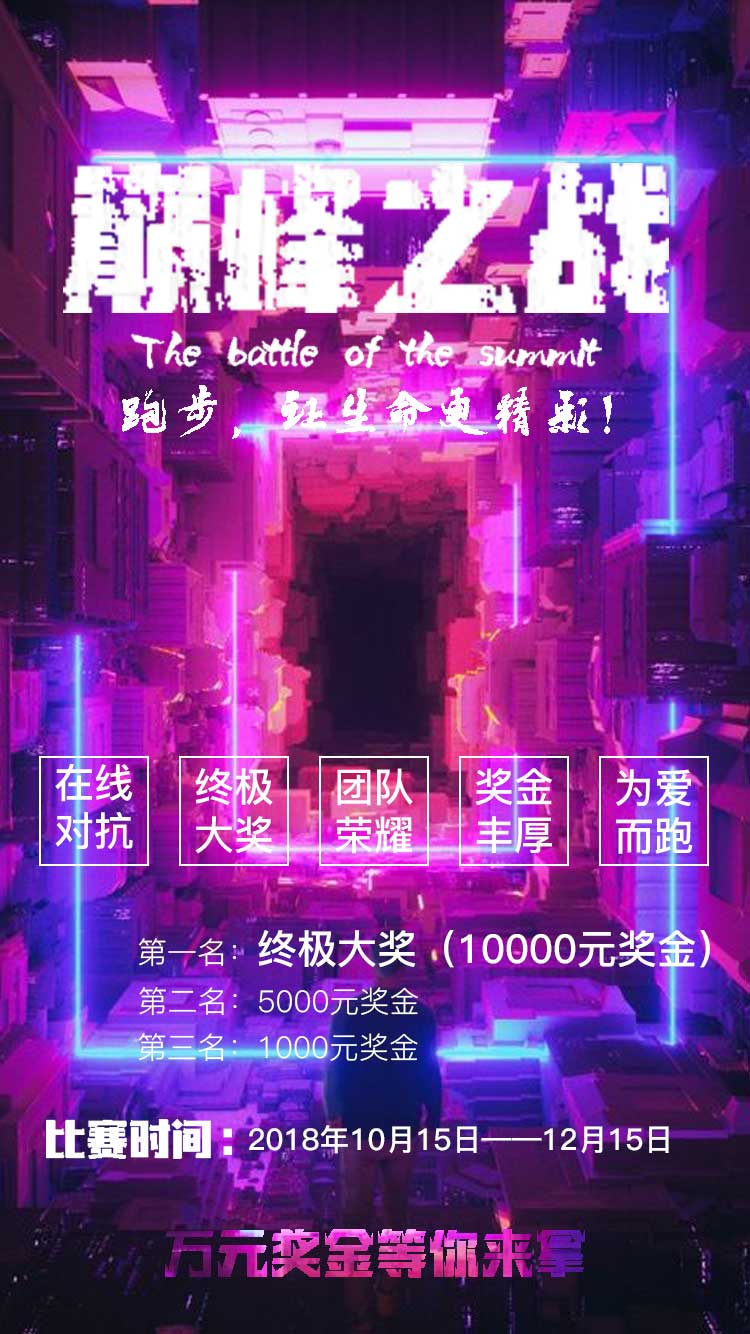 巅峰之战
The battle of the summit
跑步，让生命更精彩！
在线对抗
终极大奖
团队荣耀
奖金丰厚
为爱而跑
第一名：终极大奖（10000元奖金）
第二名：5000元奖金
第三名：1000元奖金
比赛时间：2018年10月15日——12月15日
万元奖金等你来拿